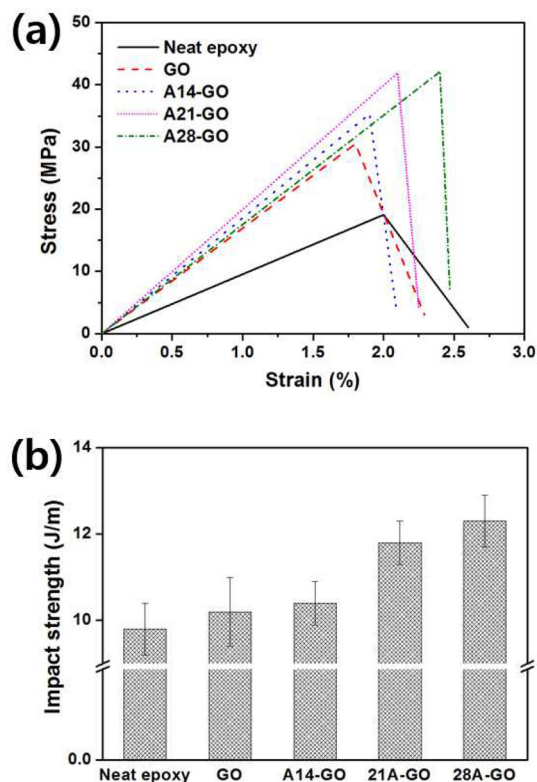 (a)
50
40
30
20
10
0
Stress (MPa)
Neat epoxy
GO
A14-GO
A21-GO
A28-GO
0.0 0.5 1.0 1.5 2.0 2.5 3.0
Strain (%)
(b)
14
12
10
0.0
Impact strength (J/m)
Neat epoxy GO A14-GO 21A-GO 28A-GO